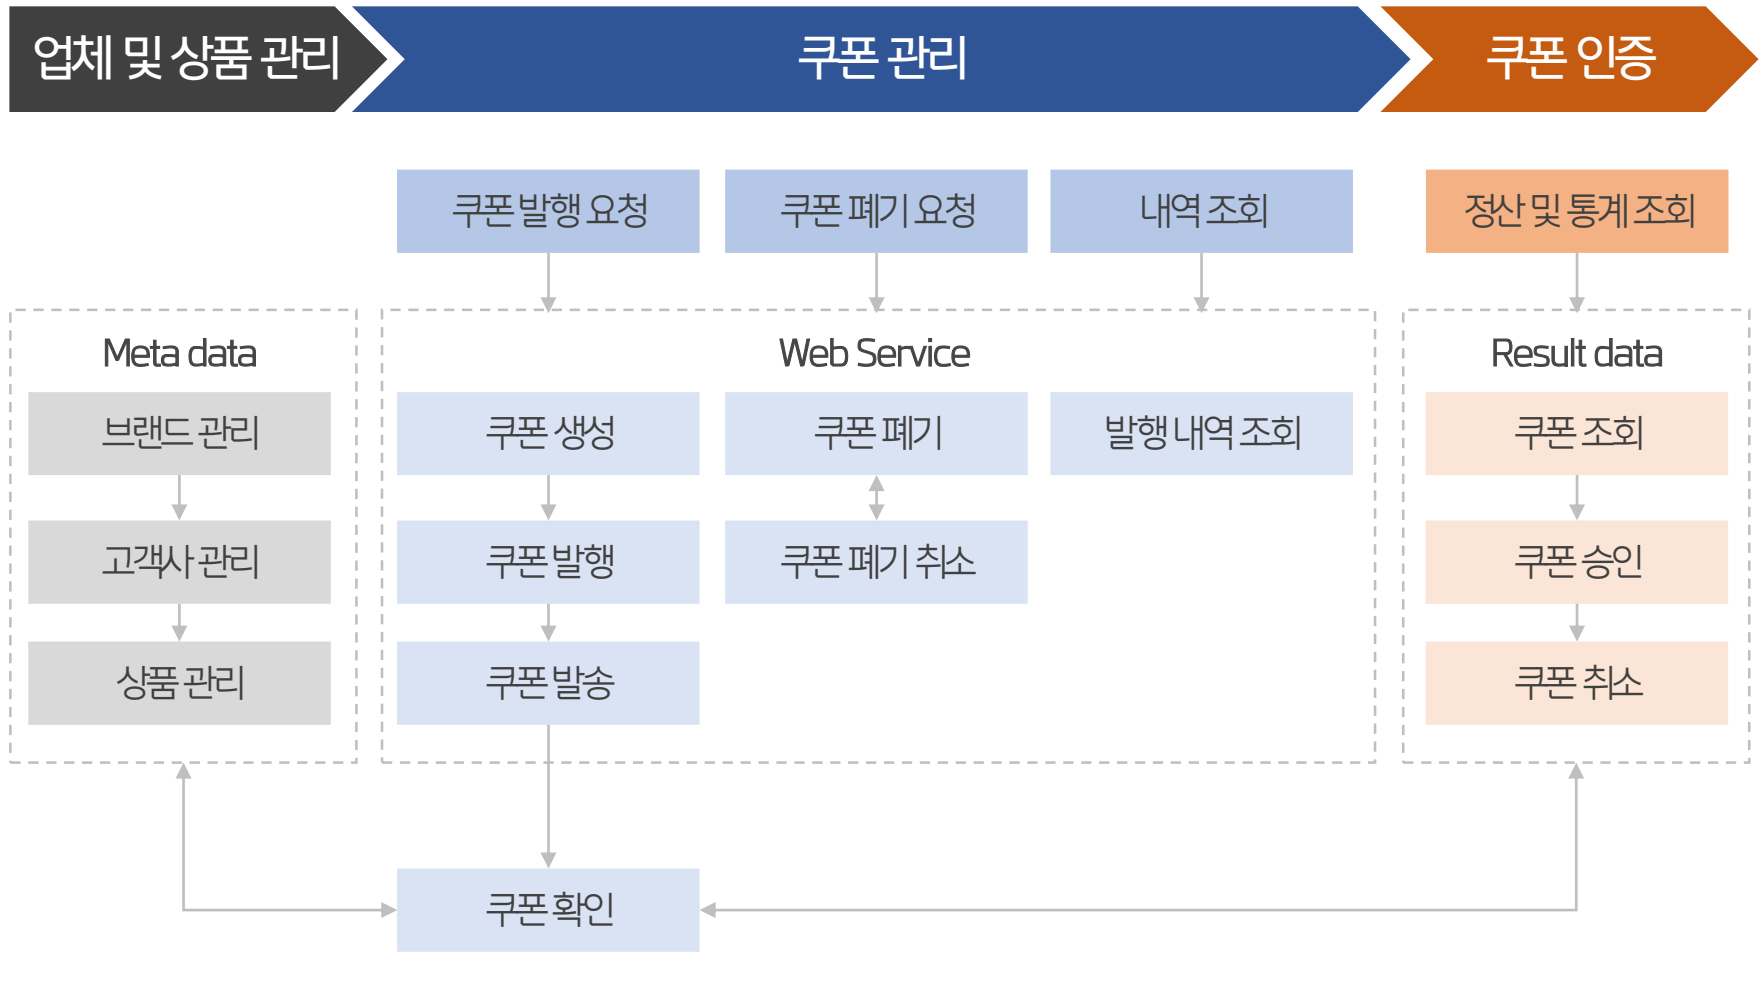 업체 및 상품 관리
쿠폰 관리
쿠폰 인증
쿠폰 발행 요청
쿠폰 폐기 요청
내역 조회
정산 및 통계 조회
Meta data
브랜드 관리
고객사 관리
상품 관리
Web Service
쿠폰 생성
쿠폰 폐기
발행 내역 조회
쿠폰 발행
쿠폰 폐기 취소
쿠폰 발송
Result data
쿠폰 조회
쿠폰 승인
쿠폰 취소
쿠폰 확인